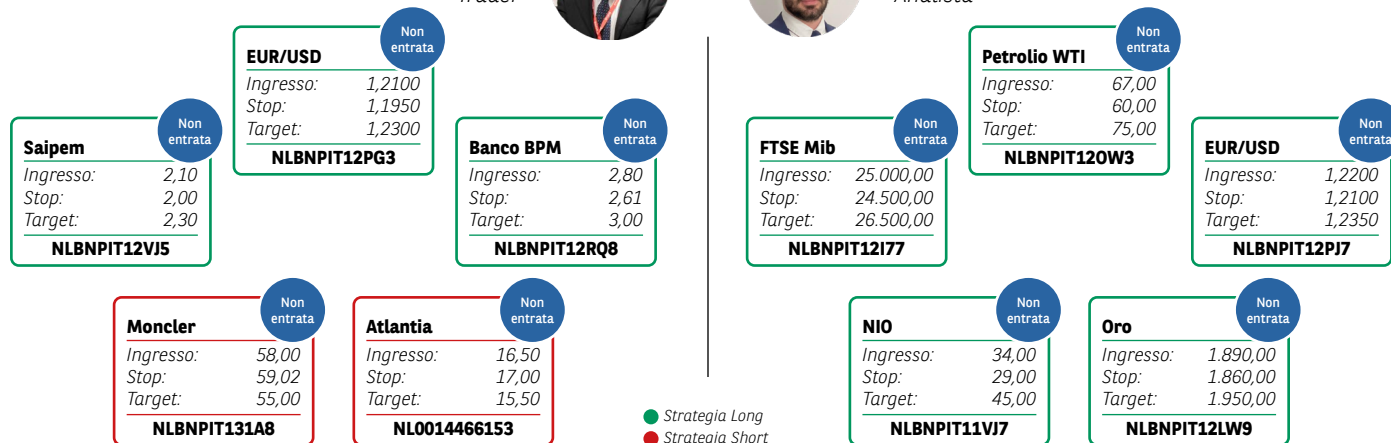 Trader
Analista
Non
entrata
EUR/USD
Ingresso: 1,2100
Stop: 1,1950
Target: 1,2300
NLBNPIT12PG3
Non
entrata
Saipem
Ingresso: 2,10
Stop: 2,00
Target: 2,30
NLBNPIT12VJ5
Non
entrata
Banco BPM
Ingresso: 2,80
Stop: 2,61
Target: 3,00
NLBNPIT12RQ8
Non
entrata
Moncler
Ingresso: 58,00
Stop: 59,02
Target: 55,00
NLBNPIT131A8
Non
entrata
Atlantia
Ingresso: 16,50
Stop: 17,00
Target: 15,50
NL0014466153
Non
entrata
Petrolio WTI
Ingresso: 67,00
Stop: 60,00
Target: 75,00
NLBNPIT12OW3
Non
entrata
FTSE Mib
Ingresso: 25.000,00
Stop: 24.500,00
Target: 26.500,00
NLBNPIT12I77
Non
entrata
EUR/USD
Ingresso: 1,2200
Stop: 1,2100
Target: 1,2350
NLBNPIT12PJ7
Non
entrata
NIO
Ingresso: 34,00
Stop: 29,00
Target: 45,00
NLBNPIT11VJ7
Non
entrata
Oro
Ingresso: 1.890,00
Stop: 1.860,00
Target: 1.950,00
NLBNPIT12LW9
Strategia Long
Strategia Short